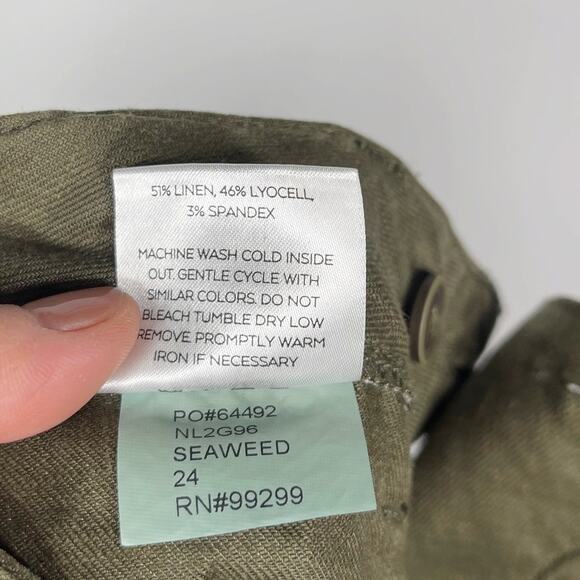 51% LINEN, 46% LYOCELL,
3% SPANDEX
MACHINE WASH COLD INSIDE
OUT. GENTLE CYCLE WITH
SIMILAR COLORS. DO NOT
BLEACH TUMBLE DRY LOW
REMOVE PROMPTLY WARM
IRON IF NECESSARY
PO#64492
NL2G96
SEAWEED
24
RN#99299